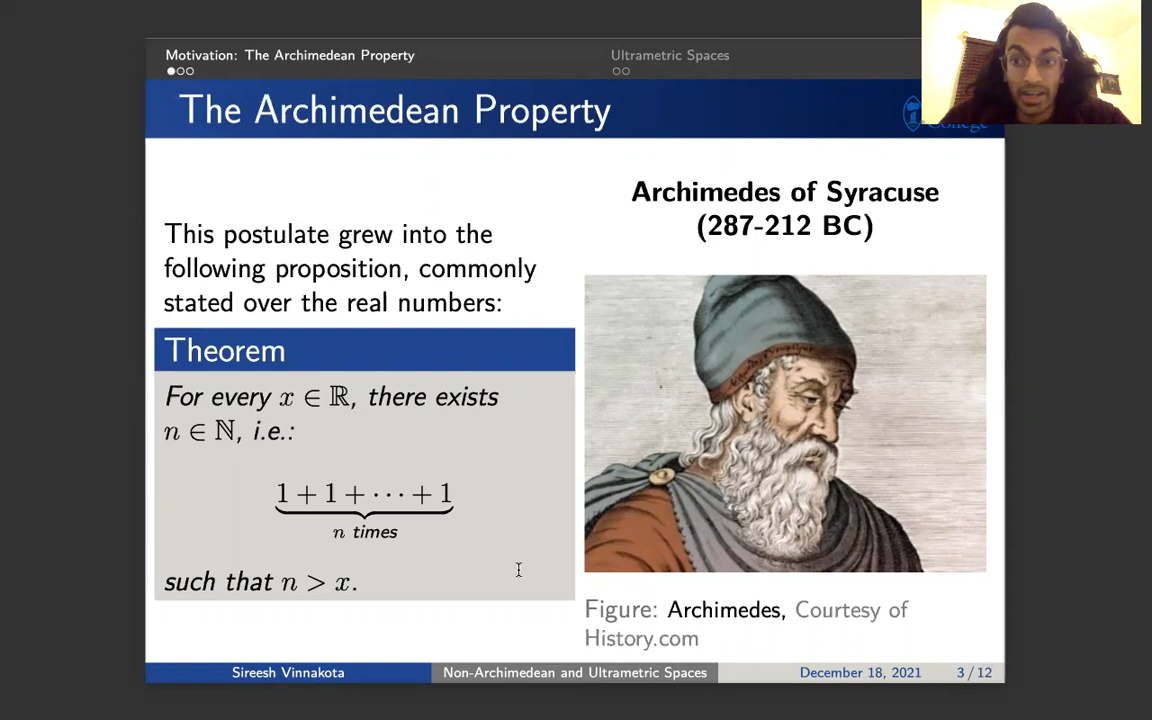 Motivation: The Archimedean Property
Ultrametric Spaces
The Archimedean Property
College
This postulate grew into the
following proposition, commonly
stated over the real numbers:
Theorem
For every x ∈ ℝ, there exists
n ∈ ℕ, i.e.:
1 + 1 + ⋯ + 1
n times
such that n > x.
Archimedes of Syracuse
(287-212 BC)
Figure: Archimedes, Courtesy of
History.com
Sireesh Vinnakota
Non-Archimedean and Ultrametric Spaces
December 18, 2021
3 / 12